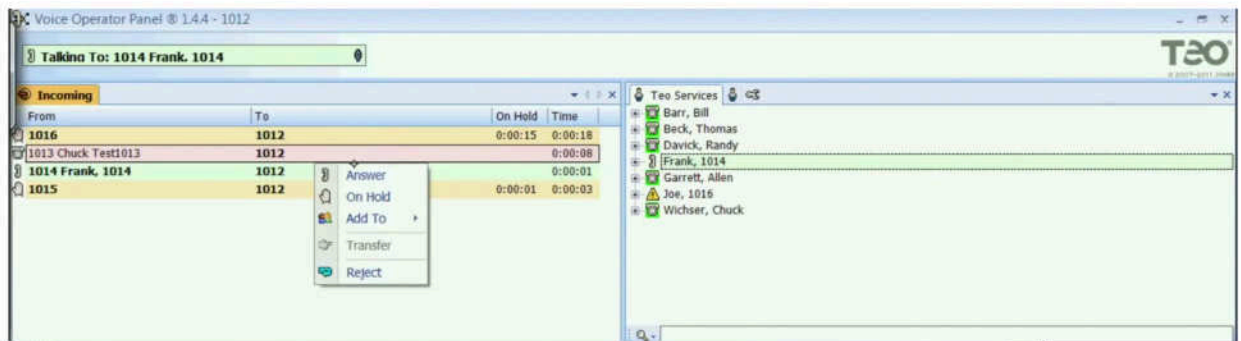 Voice Operator Panel ® 1.4.4 - 1012
Talking To: 1014 Frank, 1014
TEO
Incoming
From To On Hold Time
1016 1012 0:00:15 0:00:18
1013 Chuck Test1013 1012 0:00:08
1014 Frank, 1014 1012 0:00:01
1015 1012 0:00:01 0:00:03
Answer
On Hold
Add To
Transfer
Reject
Teo Services
Barr, Bill
Beck, Thomas
Davick, Randy
Frank, 1014
Garrett, Allen
Joe, 1016
Wichser, Chuck